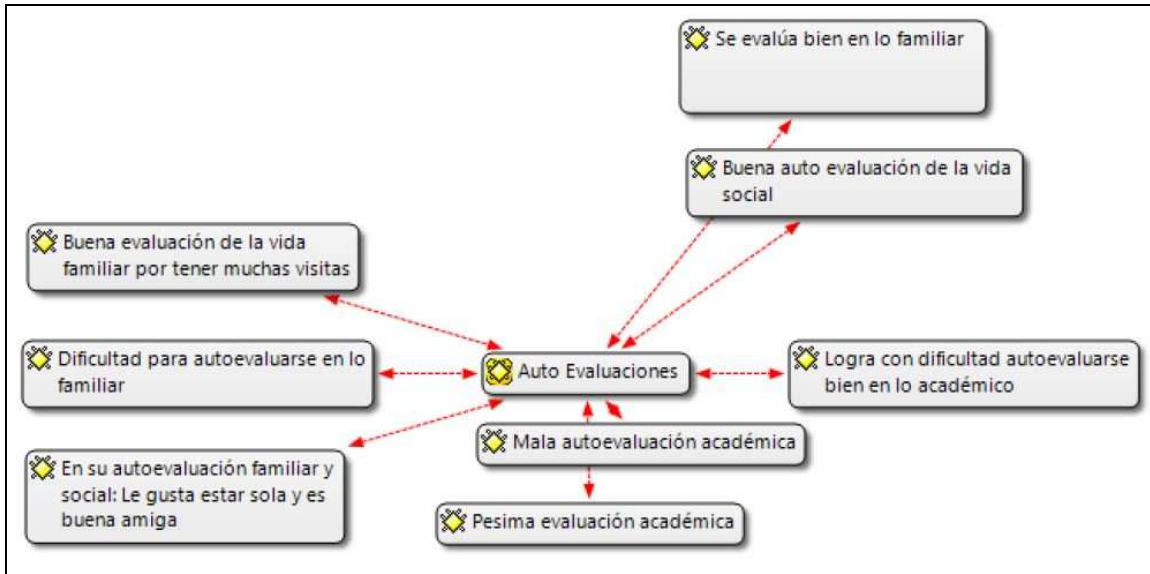 Se evalúa bien en lo familiar
Buena auto evaluación de la vida
social
Buena evaluación de la vida
familiar por tener muchas visitas
Dificultad para autoevaluarse en lo
familiar
Auto Evaluaciones
Logra con dificultad autoevaluarse
bien en lo académico
En su autoevaluación familiar y
social: Le gusta estar sola y es
buena amiga
Mala autoevaluación académica
Pesima evaluación académica